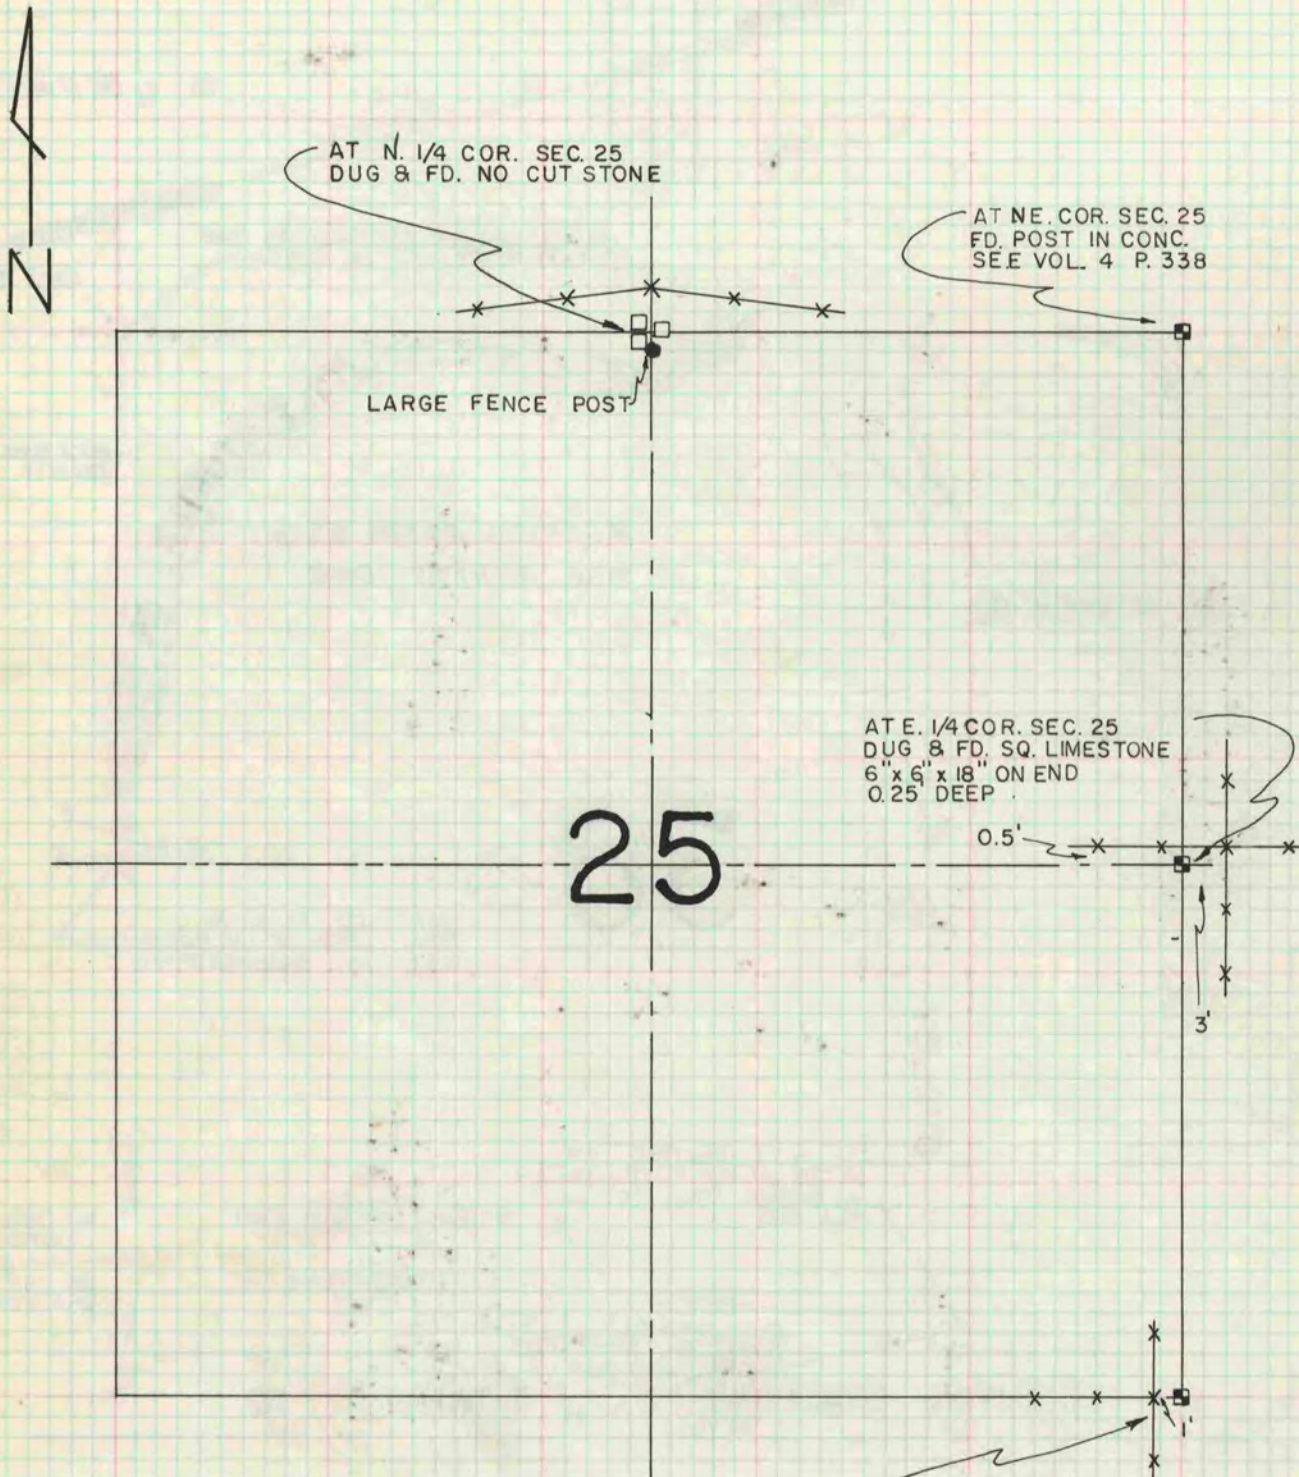 N
AT N. 1/4 COR. SEC. 25
DUG & FD. NO CUT STONE
AT NE. COR. SEC. 25
FD. POST IN CONC.
SEE VOL. 4 P. 338
LARGE FENCE POST
AT E. 1/4 COR. SEC. 25
DUG & FD. SQ. LIMESTONE
6" x 6" x 18" ON END
0.25' DEEP
0.5'
25
3'
1'